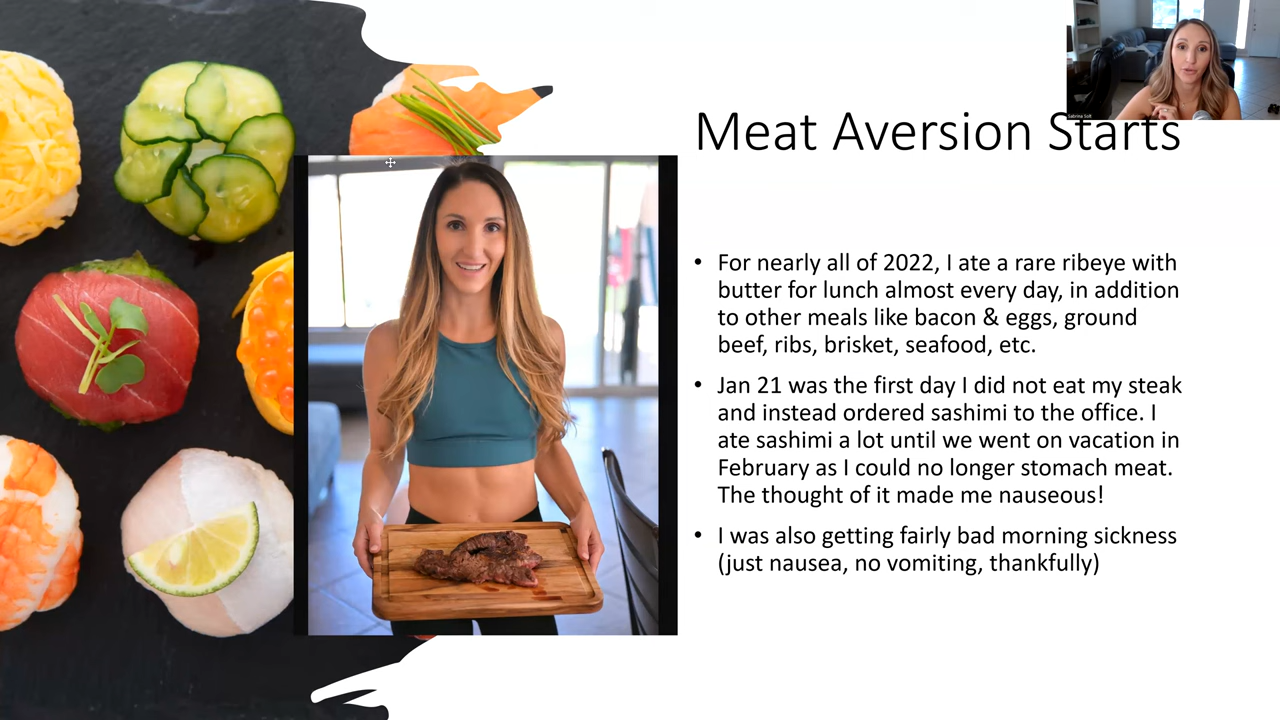 Sabrina Solt
Meat Aversion Starts
• For nearly all of 2022, I ate a rare ribeye with
butter for lunch almost every day, in addition
to other meals like bacon & eggs, ground
beef, ribs, brisket, seafood, etc.
• Jan 21 was the first day I did not eat my steak
and instead ordered sashimi to the office. I
ate sashimi a lot until we went on vacation in
February as I could no longer stomach meat.
The thought of it made me nauseous!
• I was also getting fairly bad morning sickness
(just nausea, no vomiting, thankfully)